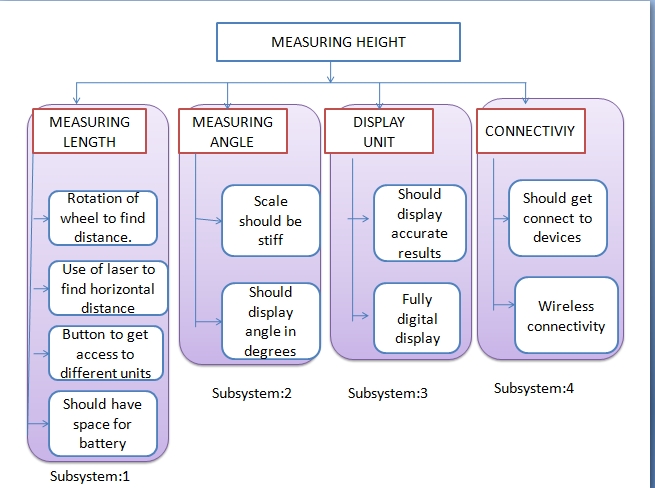 MEASURING HEIGHT
MEASURING
LENGTH
Rotation of
wheel to find
distance.
Use of laser to
find horizontal
distance
Button to get
access to
different units
Should have
space for
battery
Subsystem:1
MEASURING
ANGLE
Scale
should be
stiff
Should
display
angle in
degrees
Subsystem:2
DISPLAY
UNIT
Should
display
accurate
results
Fully
digital
display
Subsystem:3
CONNECTIVIY
Should get
connect to
devices
Wireless
connectivity
Subsystem:4